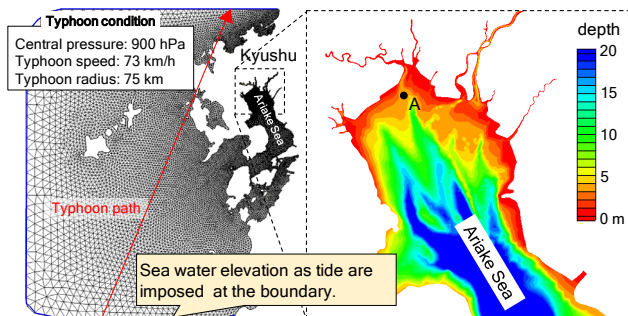 Typhoon condition
Central pressure: 900 hPa
Typhoon speed: 73 km/h
Typhoon radius: 75 km
Kyushu
Ariake Sea
Typhoon path
Sea water elevation as tide are
imposed at the boundary.
A
Ariake Sea
depth
20
15
10
5
0 m